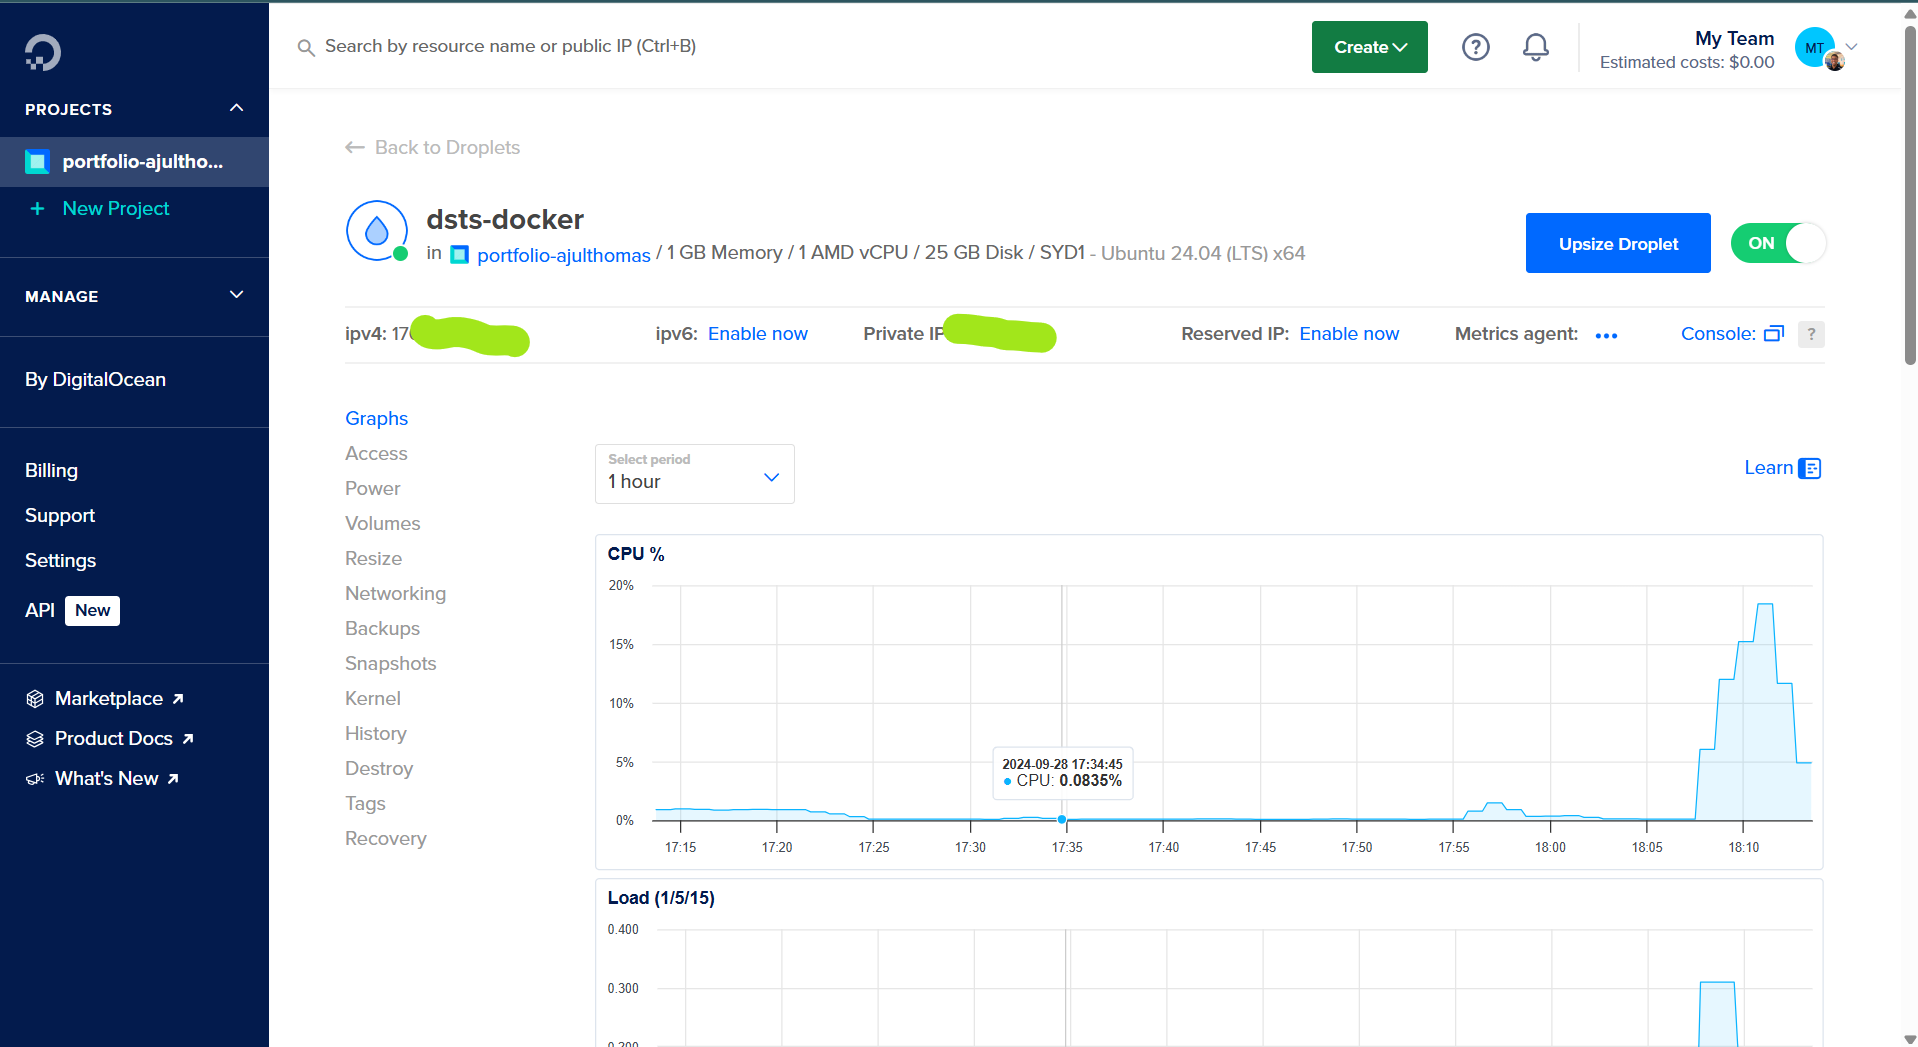 Search by resource name or public IP (Ctrl+B)
Create
?
My Team
Estimated costs: $0.00
MT
PROJECTS
portfolio-ajultho...
+ New Project
MANAGE
By DigitalOcean
Billing
Support
Settings
API New
Marketplace
Product Docs
What's New
Back to Droplets
dsts-docker
in portfolio-ajulthomas / 1 GB Memory / 1 AMD vCPU / 25 GB Disk / SYD1 - Ubuntu 24.04 (LTS) x64
Upsize Droplet
ON
ipv4: 17
ipv6: Enable now
Private IP
Reserved IP: Enable now
Metrics agent: •••
Console: ?
Graphs
Access
Power
Volumes
Resize
Networking
Backups
Snapshots
Kernel
History
Destroy
Tags
Recovery
Select period
1 hour
Learn
CPU %
20%
15%
10%
5%
0%
2024-09-28 17:34:45
CPU: 0.0835%
17:15 17:20 17:25 17:30 17:35 17:40 17:45 17:50 17:55 18:00 18:05 18:10
Load (1/5/15)
0.400
0.300
0.200